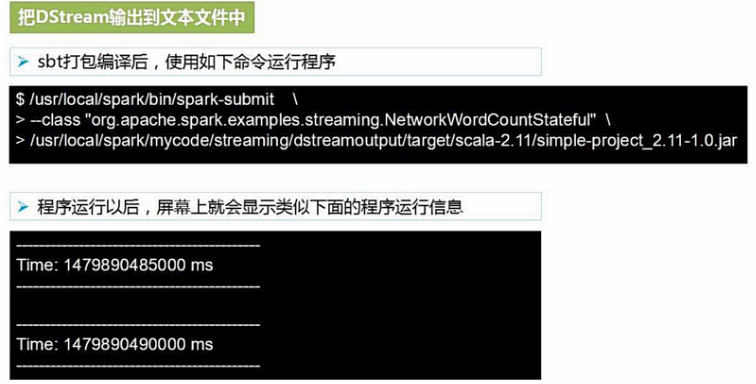 把DStream输出到文本文件中
➢ sbt打包编译后，使用如下命令运行程序
$ /usr/local/spark/bin/spark-submit \
> --class "org.apache.spark.examples.streaming.NetworkWordCountStateful" \
> /usr/local/spark/mycode/streaming/dstreamoutput/target/scala-2.11/simple-project_2.11-1.0.jar
➢ 程序运行以后，屏幕上就会显示类似下面的程序运行信息
-------------------------------------------
Time: 1479890485000 ms
-------------------------------------------
-------------------------------------------
Time: 1479890490000 ms
-------------------------------------------